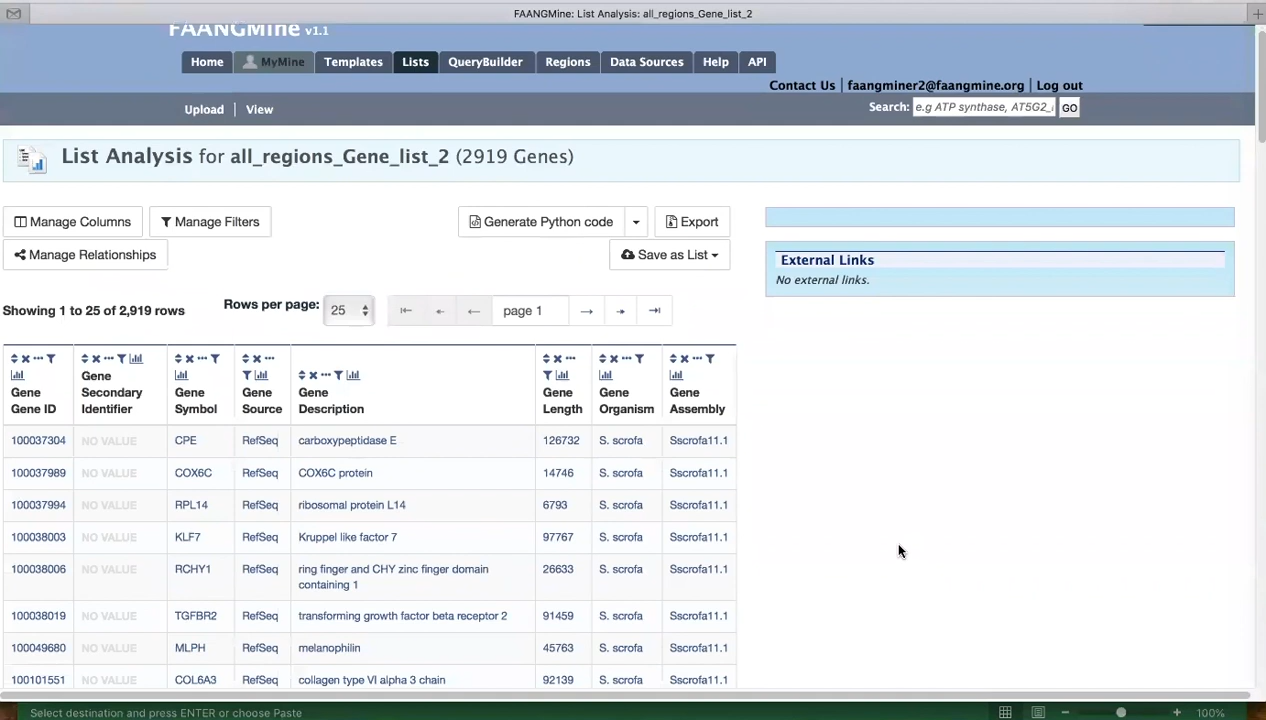 FAANGMine: List Analysis: all_regions_Gene_list_2
FAANGMine v1.1
Home MyMine Templates Lists QueryBuilder Regions Data Sources Help API
Contact Us | faangminer2@faangmine.org | Log out
Upload | View
Search: e.g ATP synthase, AT5G2_ GO
List Analysis for all_regions_Gene_list_2 (2919 Genes)
Manage Columns Manage Filters Generate Python code Export
Manage Relationships Save as List
External Links
No external links.
Showing 1 to 25 of 2,919 rows Rows per page: 25 page 1
Gene Gene ID Gene Secondary Identifier Gene Symbol Gene Source Gene Description Gene Length Gene Organism Gene Assembly
100037304 NO VALUE CPE RefSeq carboxypeptidase E 126732 S. scrofa Sscrofa11.1
100037989 NO VALUE COX6C RefSeq COX6C protein 14746 S. scrofa Sscrofa11.1
100037994 NO VALUE RPL14 RefSeq ribosomal protein L14 6793 S. scrofa Sscrofa11.1
100038003 NO VALUE KLF7 RefSeq Kruppel like factor 7 97767 S. scrofa Sscrofa11.1
100038006 NO VALUE RCHY1 RefSeq ring finger and CHY zinc finger domain containing 1 26633 S. scrofa Sscrofa11.1
100038019 NO VALUE TGFBR2 RefSeq transforming growth factor beta receptor 2 91459 S. scrofa Sscrofa11.1
100049680 NO VALUE MLPH RefSeq melanophilin 45763 S. scrofa Sscrofa11.1
100101551 NO VALUE COL6A3 RefSeq collagen type VI alpha 3 chain 92139 S. scrofa Sscrofa11.1
Select destination and press ENTER or choose Paste 100%